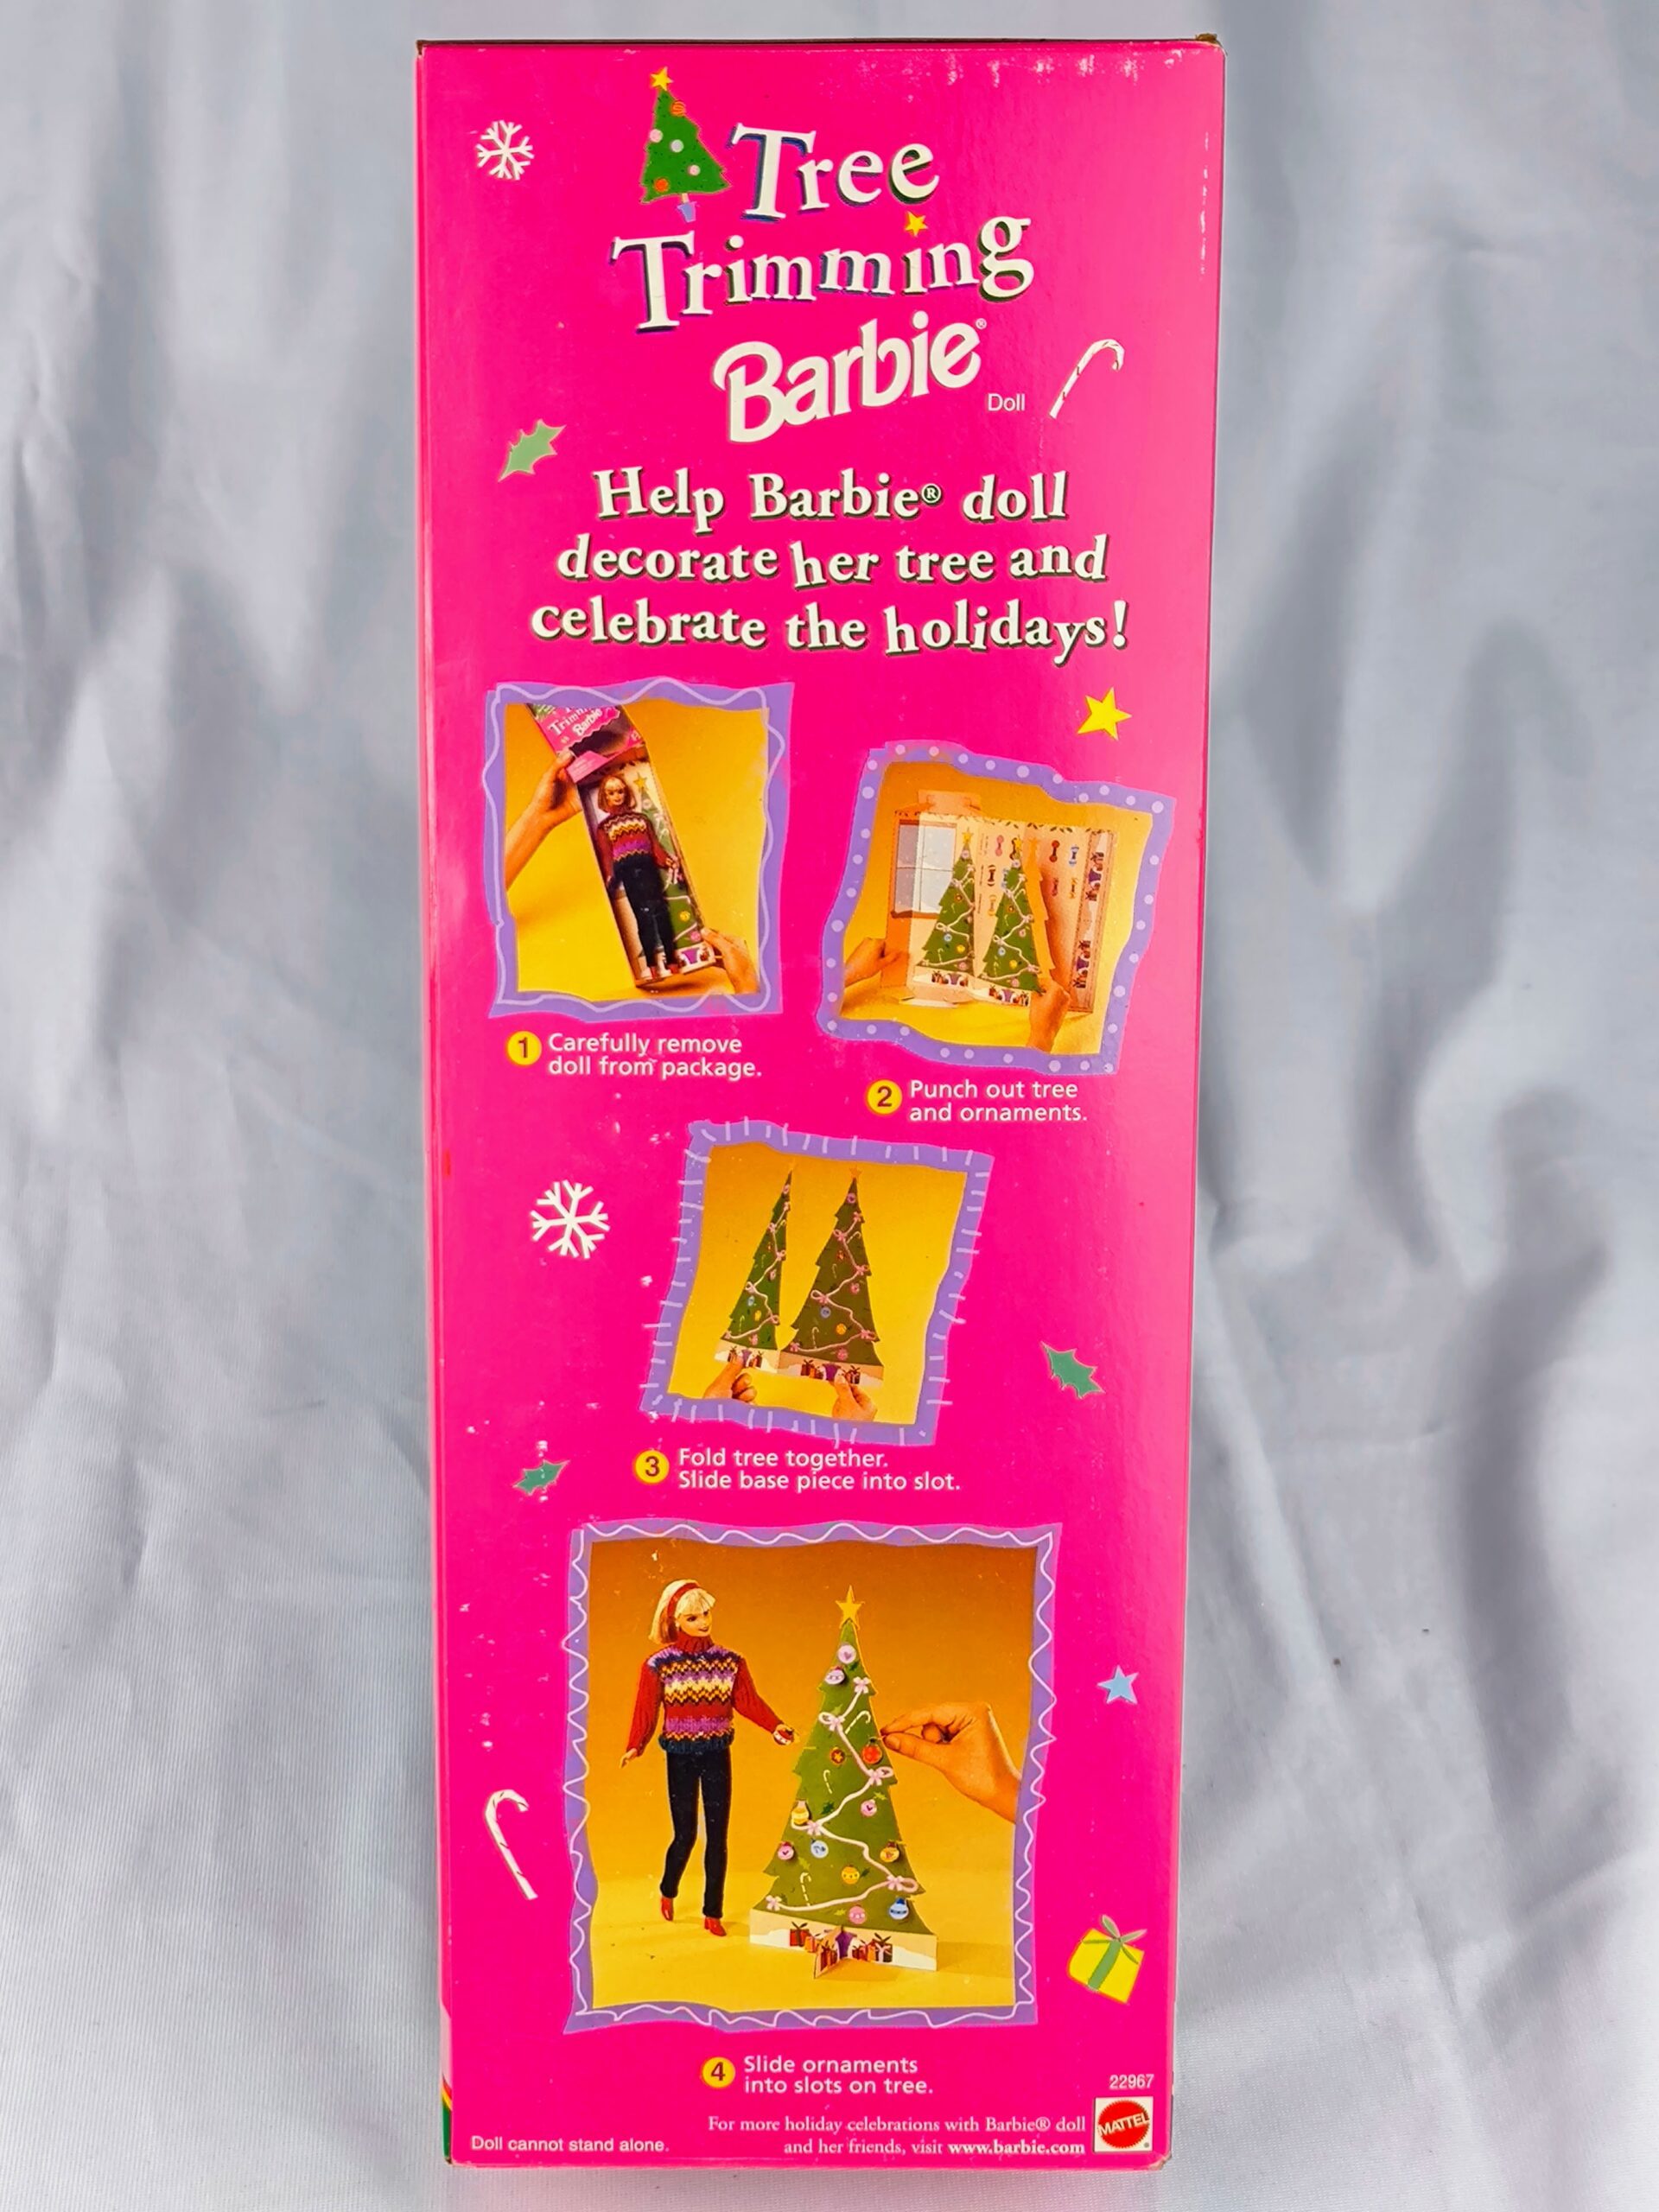 Tree
Trimming
Barbie®
Doll
Help Barbie® doll
decorate her tree and
celebrate the holidays!
Barbie
1 Carefully remove
doll from package.
2 Punch out tree
and ornaments.
3 Fold tree together.
Slide base piece into slot.
4 Slide ornaments
into slots on tree.
22967
MATTEL
For more holiday celebrations with Barbie® doll
and her friends, visit www.barbie.com
Doll cannot stand alone.